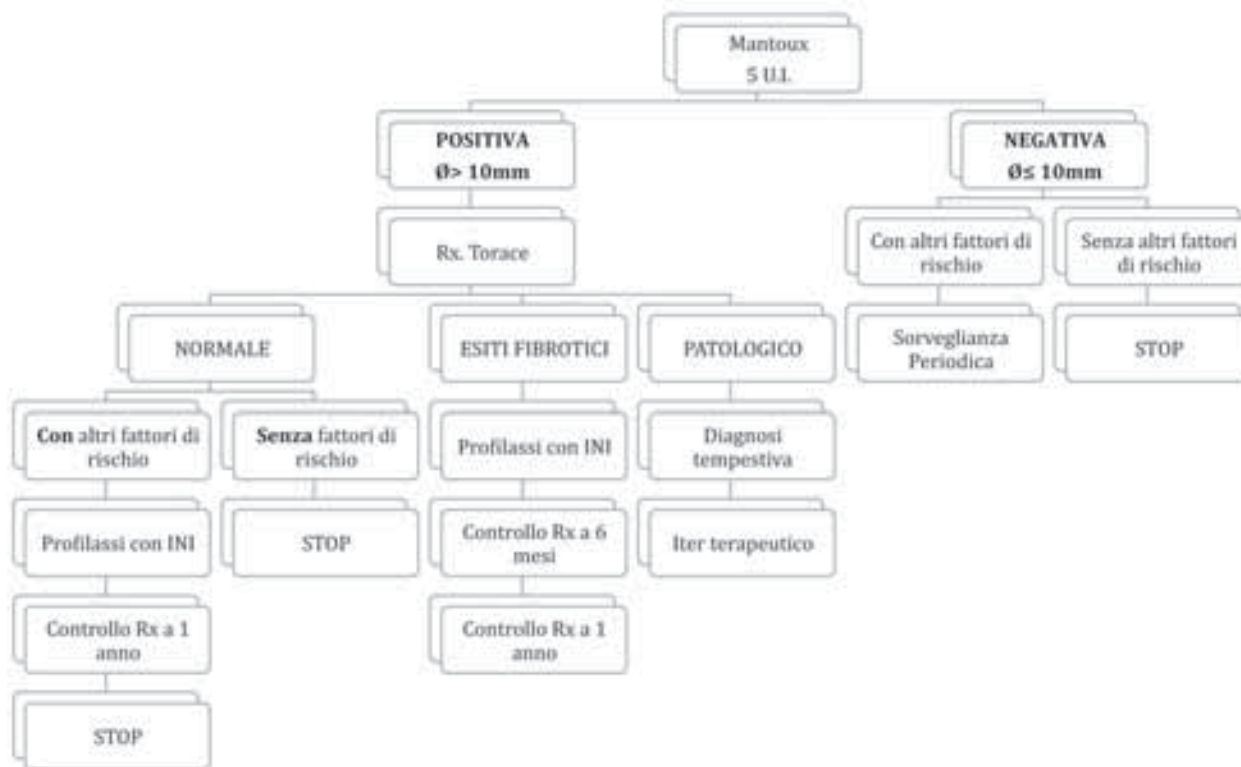 Mantoux
5 U.I.
POSITIVA
Ø> 10mm
NEGATIVA
Ø≤ 10mm
Rx. Torace
Con altri fattori di
rischio
Senza altri fattori
di rischio
NORMALE
ESITI FIBROTICI
PATOLOGICO
Sorveglianza
Periodica
STOP
Con altri fattori di
rischio
Senza fattori di
rischio
Profilassi con INI
Diagnosi
tempestiva
Profilassi con INI
STOP
Controllo Rx a 6
mesi
Iter terapeutico
Controllo Rx a 1
anno
Controllo Rx a 1
anno
STOP